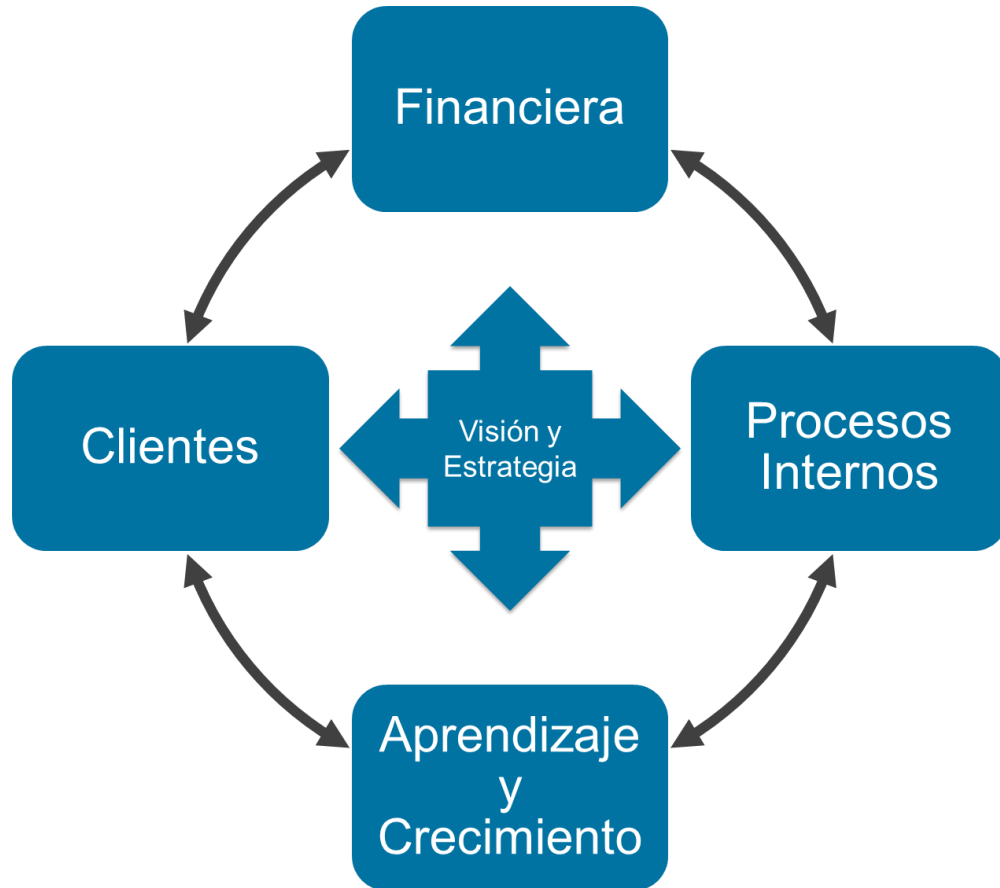 Financiera
Clientes
Visión y
Estrategia
Procesos
Internos
Aprendizaje
y
Crecimiento